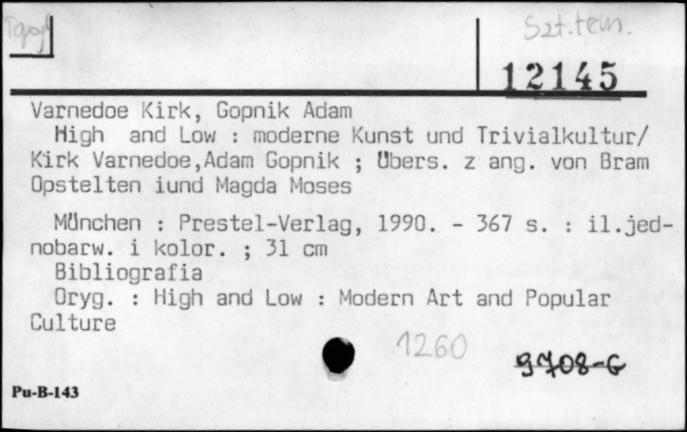 Szt.tem.
12145
Varnedoe Kirk, Gopnik Adam
High and Low : moderne Kunst und Trivialkultur/
Kirk Varnedoe,Adam Gopnik ; Übers. z ang. von Bram
Opstelten iund Magda Moses
München : Prestel-Verlag, 1990. - 367 s. : il.jed-
nobarw. i kolor. ; 31 cm
Bibliografia
Oryg. : High and Low : Modern Art and Popular
Culture
1260
9708-G
Pu-B-143